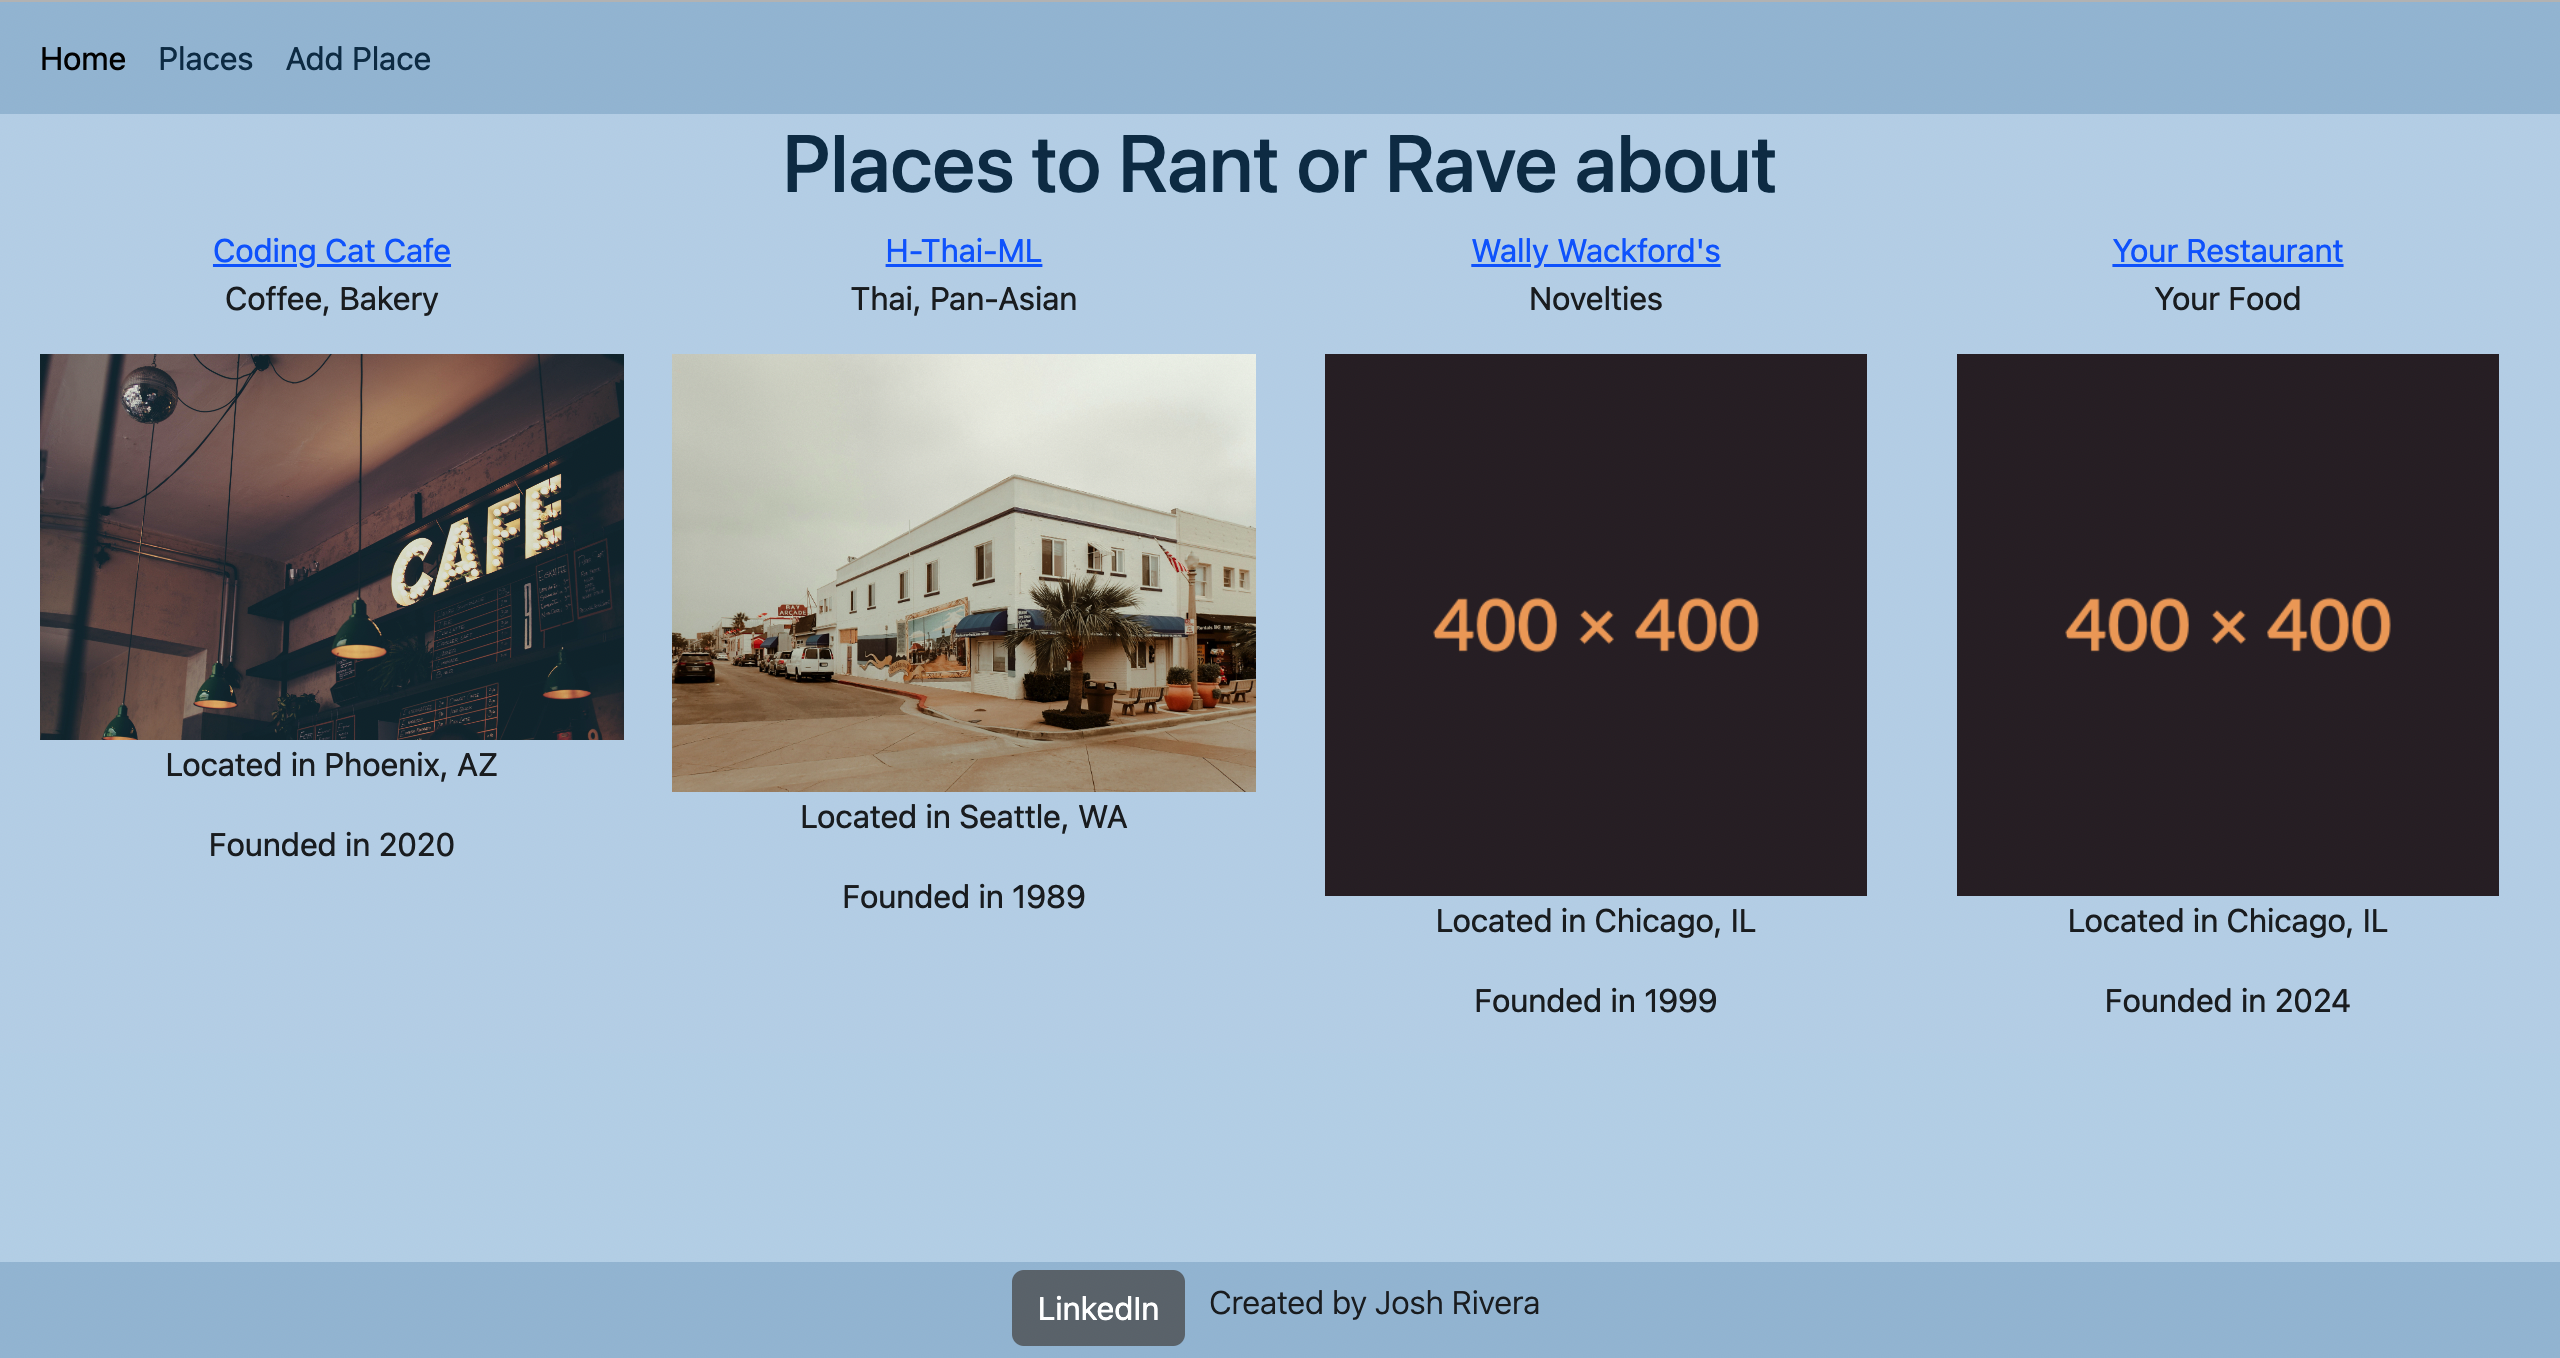 Home Places Add Place
Places to Rant or Rave about
Coding Cat Cafe
Coffee, Bakery
CAFE
Located in Phoenix, AZ
Founded in 2020
H-Thai-ML
Thai, Pan-Asian
BAY
ARCADE
Located in Seattle, WA
Founded in 1989
Wally Wackford's
Novelties
400 × 400
Located in Chicago, IL
Founded in 1999
Your Restaurant
Your Food
400 × 400
Located in Chicago, IL
Founded in 2024
LinkedIn Created by Josh Rivera